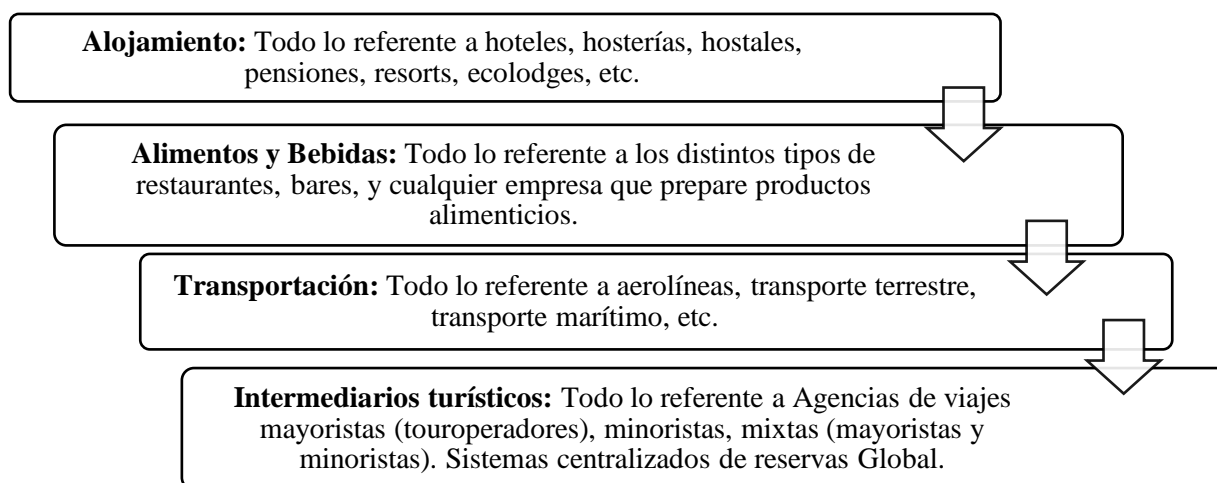 Alojamiento: Todo lo referente a hoteles, hosterías, hostales,
pensiones, resorts, ecolodges, etc.
Alimentos y Bebidas: Todo lo referente a los distintos tipos de
restaurantes, bares, y cualquier empresa que prepare productos
alimenticios.
Transportación: Todo lo referente a aerolíneas, transporte terrestre,
transporte marítimo, etc.
Intermediarios turísticos: Todo lo referente a Agencias de viajes
mayoristas (touroperadores), minoristas, mixtas (mayoristas y
minoristas). Sistemas centralizados de reservas Global.